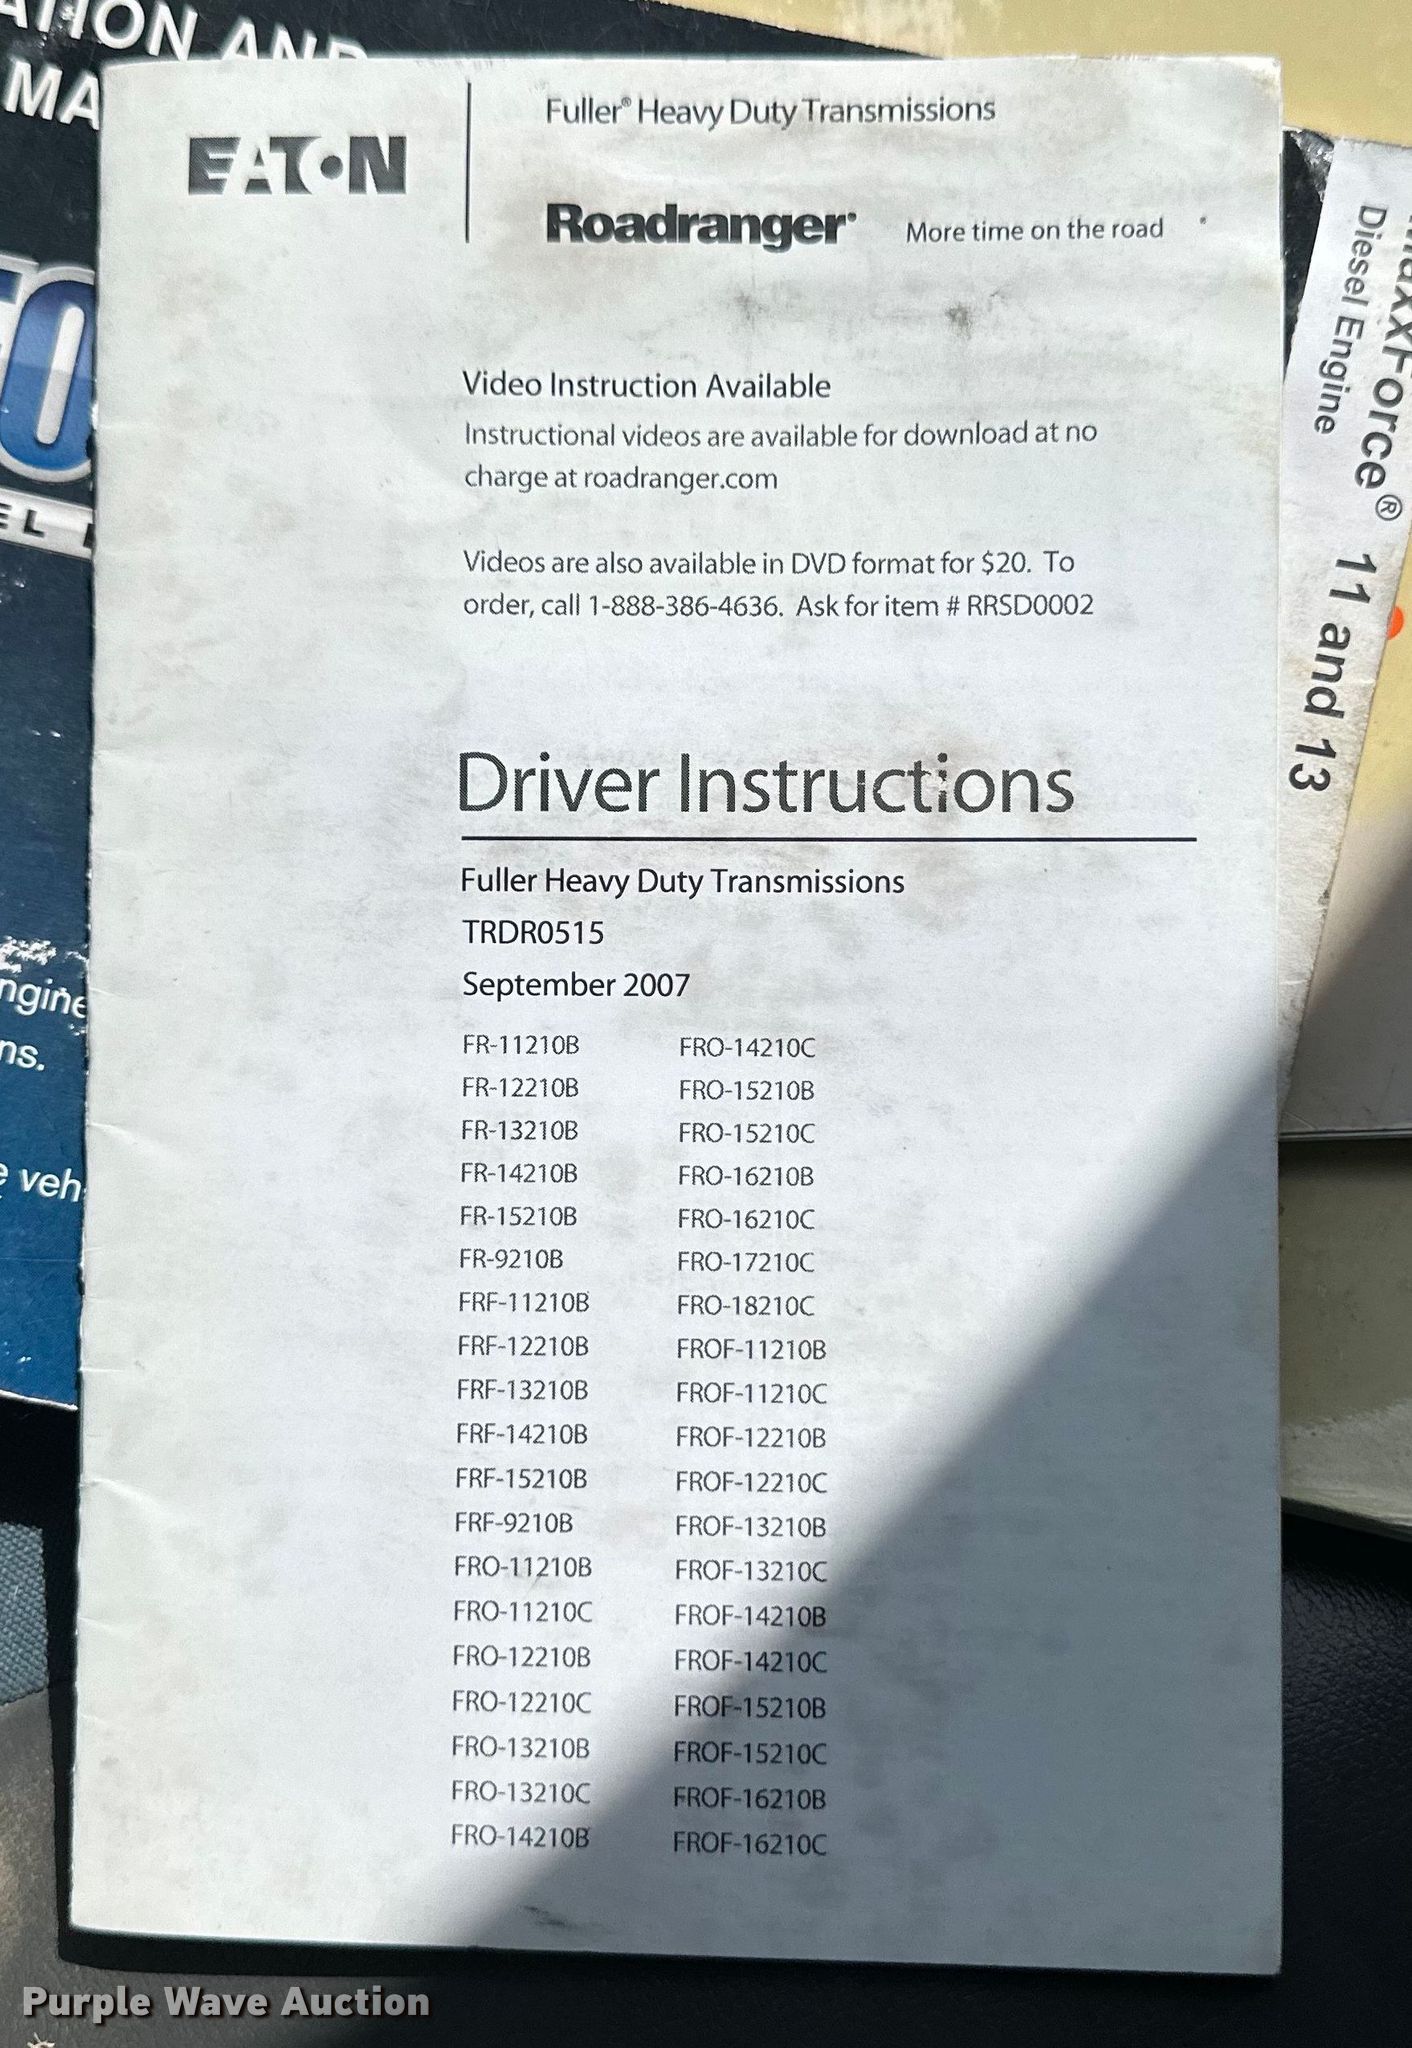 ATION AND
MA
EATON
Fuller® Heavy Duty Transmissions
Roadranger®
More time on the road
Video Instruction Available
Instructional videos are available for download at no
charge at roadranger.com
Videos are also available in DVD format for $20. To
order, call 1-888-386-4636. Ask for item # RRSD0002
Driver Instructions
Fuller Heavy Duty Transmissions
TRDR0515
September 2007
FR-11210B
FR-12210B
FR-13210B
FR-14210B
FR-15210B
FR-9210B
FRF-11210B
FRF-12210B
FRF-13210B
FRF-14210B
FRF-15210B
FRF-9210B
FRO-11210B
FRO-11210C
FRO-12210B
FRO-12210C
FRO-13210B
FRO-13210C
FRO-14210B
FRO-14210C
FRO-15210B
FRO-15210C
FRO-16210B
FRO-16210C
FRO-17210C
FRO-18210C
FROF-11210B
FROF-11210C
FROF-12210B
FROF-12210C
FROF-13210B
FROF-13210C
FROF-14210B
FROF-14210C
FROF-15210B
FROF-15210C
FROF-16210B
FROF-16210C
MaxxForce® 11 and 13
Diesel Engine
ngine
ns.
e veh
Purple Wave Auction